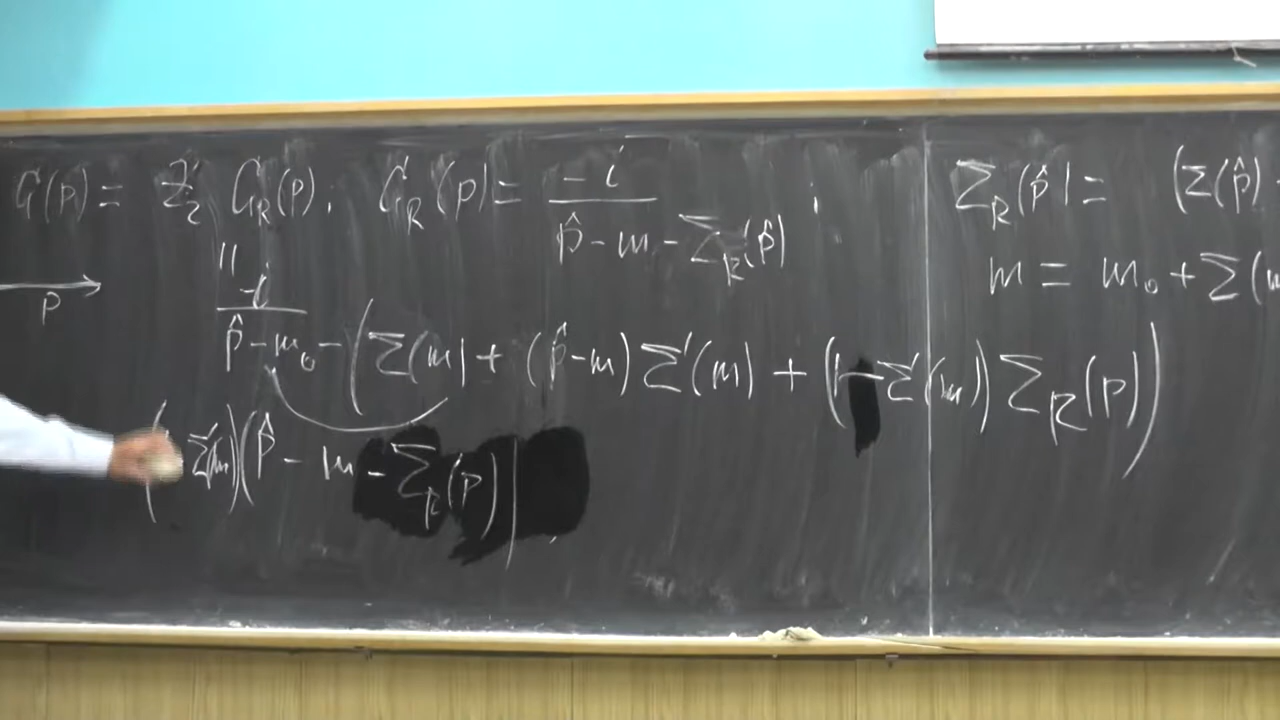 G(p) = Z₂ G_R(p). G_R(p) = -i / (p̂ - m - Σ_R(p̂)) ;
p
" -i / (p̂ - m₀ - (Σ(m) + (p̂-m)Σ'(m) + (1-Σ'(m)) Σ_R(p)))
( Σ'(m))(p̂ - m - Σ_R(p))
Σ_R(p̂) = (Σ(p̂) -
m = m₀ + Σ(m